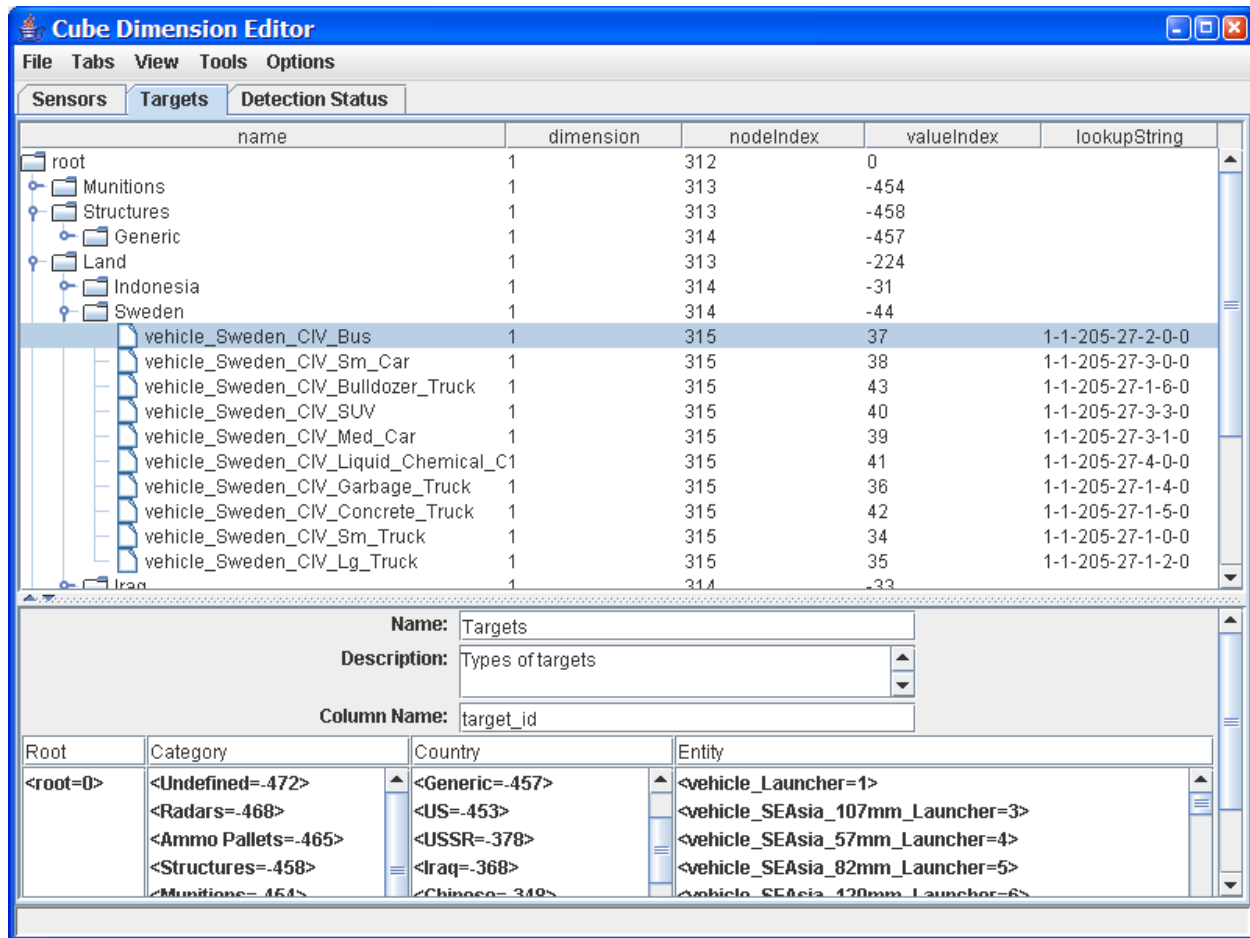 Cube Dimension Editor
File Tabs View Tools Options
Sensors Targets Detection Status
name dimension nodeIndex valueIndex lookupString
root 1 312 0
Munitions 1 313 -454
Structures 1 313 -458
Generic 1 314 -457
Land 1 313 -224
Indonesia 1 314 -31
Sweden 1 314 -44
vehicle_Sweden_CIV_Bus 1 315 37 1-1-205-27-2-0-0
vehicle_Sweden_CIV_Sm_Car 1 315 38 1-1-205-27-3-0-0
vehicle_Sweden_CIV_Bulldozer_Truck 1 315 43 1-1-205-27-1-6-0
vehicle_Sweden_CIV_SUV 1 315 40 1-1-205-27-3-3-0
vehicle_Sweden_CIV_Med_Car 1 315 39 1-1-205-27-3-1-0
vehicle_Sweden_CIV_Liquid_Chemical_C1 315 41 1-1-205-27-4-0-0
vehicle_Sweden_CIV_Garbage_Truck 1 315 36 1-1-205-27-1-4-0
vehicle_Sweden_CIV_Concrete_Truck 1 315 42 1-1-205-27-1-5-0
vehicle_Sweden_CIV_Sm_Truck 1 315 34 1-1-205-27-1-0-0
vehicle_Sweden_CIV_Lg_Truck 1 315 35 1-1-205-27-1-2-0
Iraq 1 314 -33
Name: Targets
Description: Types of targets
Column Name: target_id
Root Category Country Entity
<root=0> <Undefined=-472> <Generic=-457> <vehicle_Launcher=1>
<Radars=-468> <US=-453> <vehicle_SEAsia_107mm_Launcher=3>
<Ammo Pallets=-465> <USSR=-378> <vehicle_SEAsia_57mm_Launcher=4>
<Structures=-458> <Iraq=-368> <vehicle_SEAsia_82mm_Launcher=5>
<Munitions=-454> <Chinese=-349> <vehicle_SEAsia_120mm_Launcher=6>